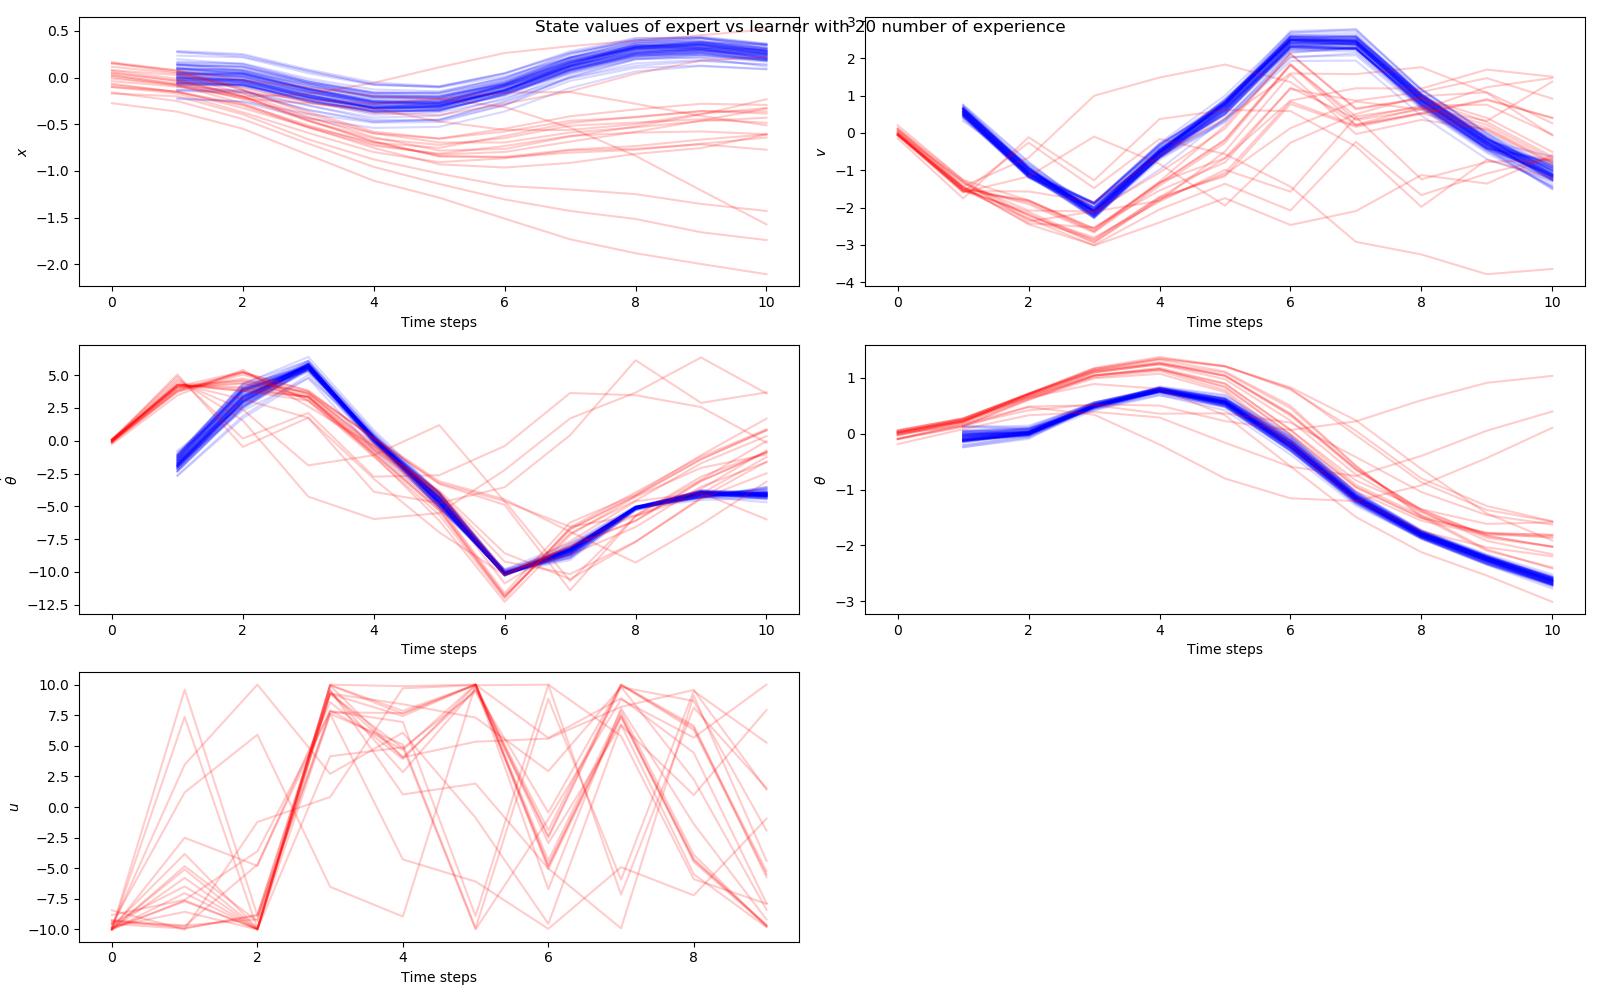 State values of expert vs learner with 20 number of experience
0.5
0.0
−0.5
−1.0
−1.5
−2.0
x
0 2 4 6 8 10
Time steps
3
2
1
0
−1
−2
−3
−4
v
0 2 4 6 8 10
Time steps
5.0
2.5
0.0
−2.5
−5.0
−7.5
−10.0
−12.5
θ̇
0 2 4 6 8 10
Time steps
1
0
−1
−2
−3
θ
0 2 4 6 8 10
Time steps
10.0
7.5
5.0
2.5
0.0
−2.5
−5.0
−7.5
−10.0
u
0 2 4 6 8
Time steps